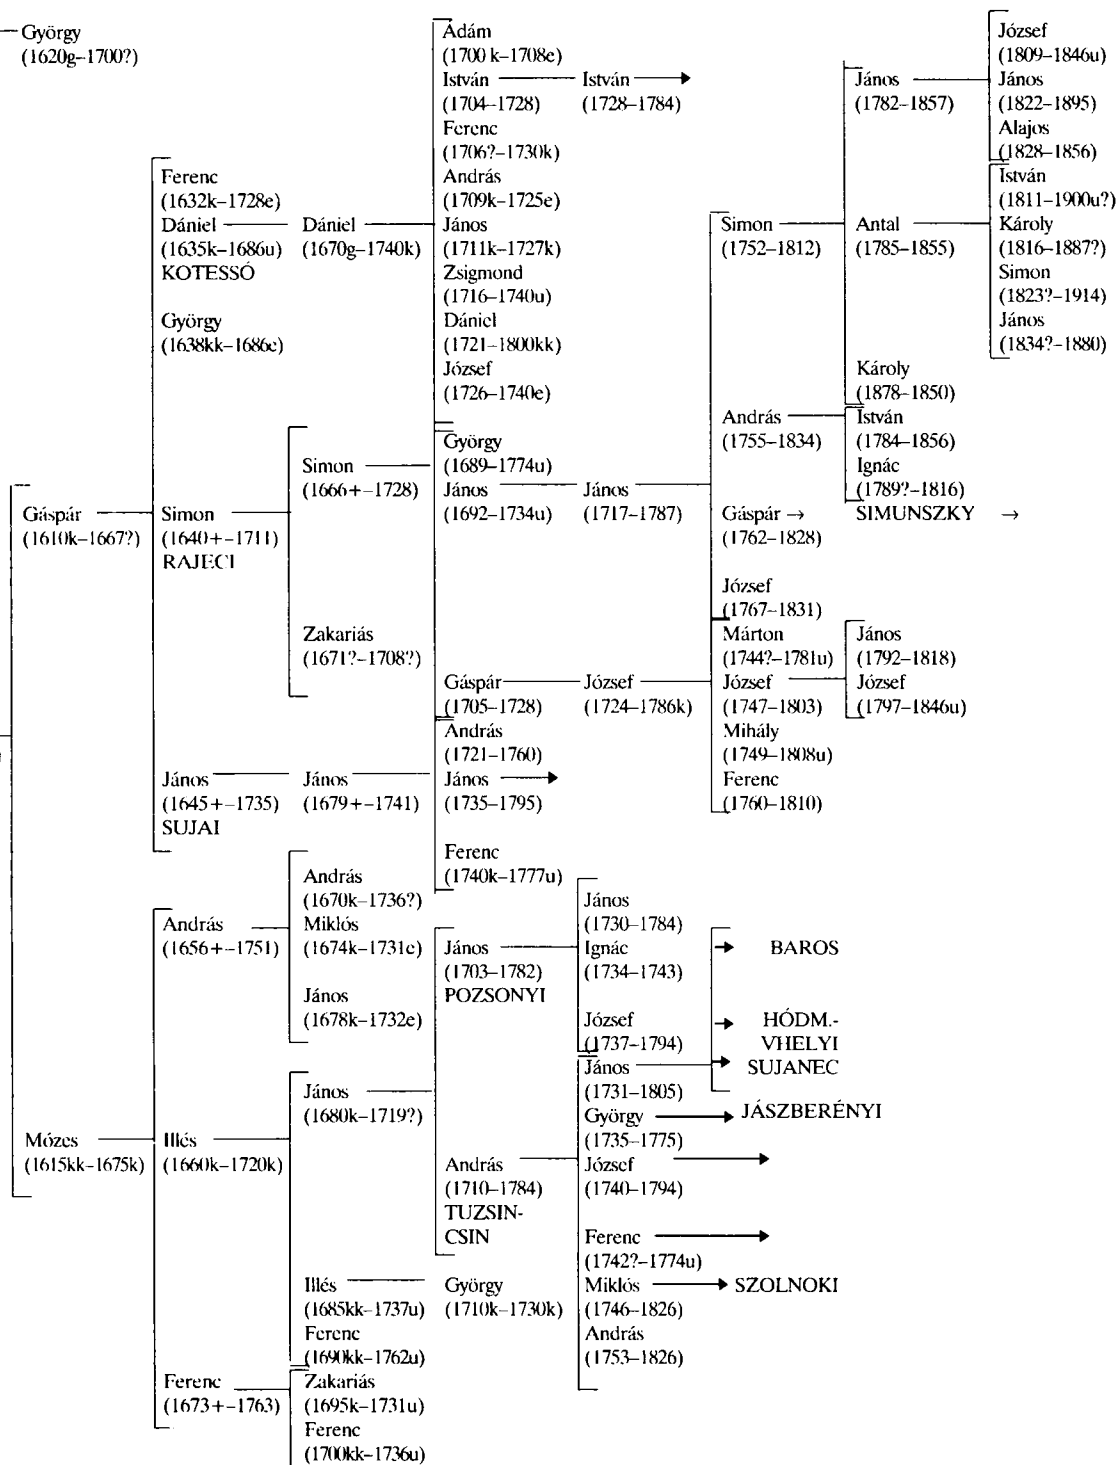 György
(1620g–1700?)
Gáspár
(1610k–1667?)
Mózes
(1615kk–1675k)
Ferenc
(1632k–1728e)
Dániel
(1635k–1686u)
KOTESSÓ
György
(1638kk–1686e)
Simon
(1640+–1711)
RAJECI
János
(1645+–1735)
SUJAI
András
(1656+–1751)
Illés
(1660k–1720k)
Ferenc
(1673+–1763)
Dániel
(1670g–1740k)
Simon
(1666+–1728)
Zakariás
(1671?–1708?)
János
(1679+–1741)
András
(1670k–1736?)
Miklós
(1674k–1731e)
János
(1678k–1732e)
János
(1680k–1719?)
Illés
(1685kk–1737u)
Ferenc
(1690kk–1762u)
Zakariás
(1695k–1731u)
Ferenc
(1700kk–1736u)
Ádám
(1700 k–1708e)
István
(1704–1728)
Ferenc
(1706?–1730k)
András
(1709k–1725e)
János
(1711k–1727k)
Zsigmond
(1716–1740u)
Dániel
(1721–1800kk)
József
(1726–1740e)
György
(1689–1774u)
János
(1692–1734u)
Gáspár
(1705–1728)
András
(1721–1760)
János
(1735–1795)
Ferenc
(1740k–1777u)
János
(1703–1782)
POZSONYI
András
(1710–1784)
TUZSIN-
CSIN
György
(1710k–1730k)
István
(1728–1784)
János
(1717–1787)
József
(1724–1786k)
János
(1730–1784)
Ignác
(1734–1743)
József
(1737–1794)
János
(1731–1805)
György
(1735–1775)
József
(1740–1794)
Ferenc
(1742?–1774u)
Miklós
(1746–1826)
András
(1753–1826)
Simon
(1752–1812)
András
(1755–1834)
Gáspár →
(1762–1828)
József
(1767–1831)
Márton
(1744?–1781u)
József
(1747–1803)
Mihály
(1749–1808u)
Ferenc
(1760–1810)
BAROS
HÓDM.-
VHELYI
SUJANEC
JÁSZBERÉNYI
SZOLNOKI
János
(1782–1857)
Antal
(1785–1855)
Károly
(1878–1850)
István
(1784–1856)
Ignác
(1789?–1816)
SIMUNSZKY →
János
(1792–1818)
József
(1797–1846u)
József
(1809–1846u)
János
(1822–1895)
Alajos
(1828–1856)
István
(1811–1900u?)
Károly
(1816–1887?)
Simon
(1823?–1914)
János
(1834?–1880)